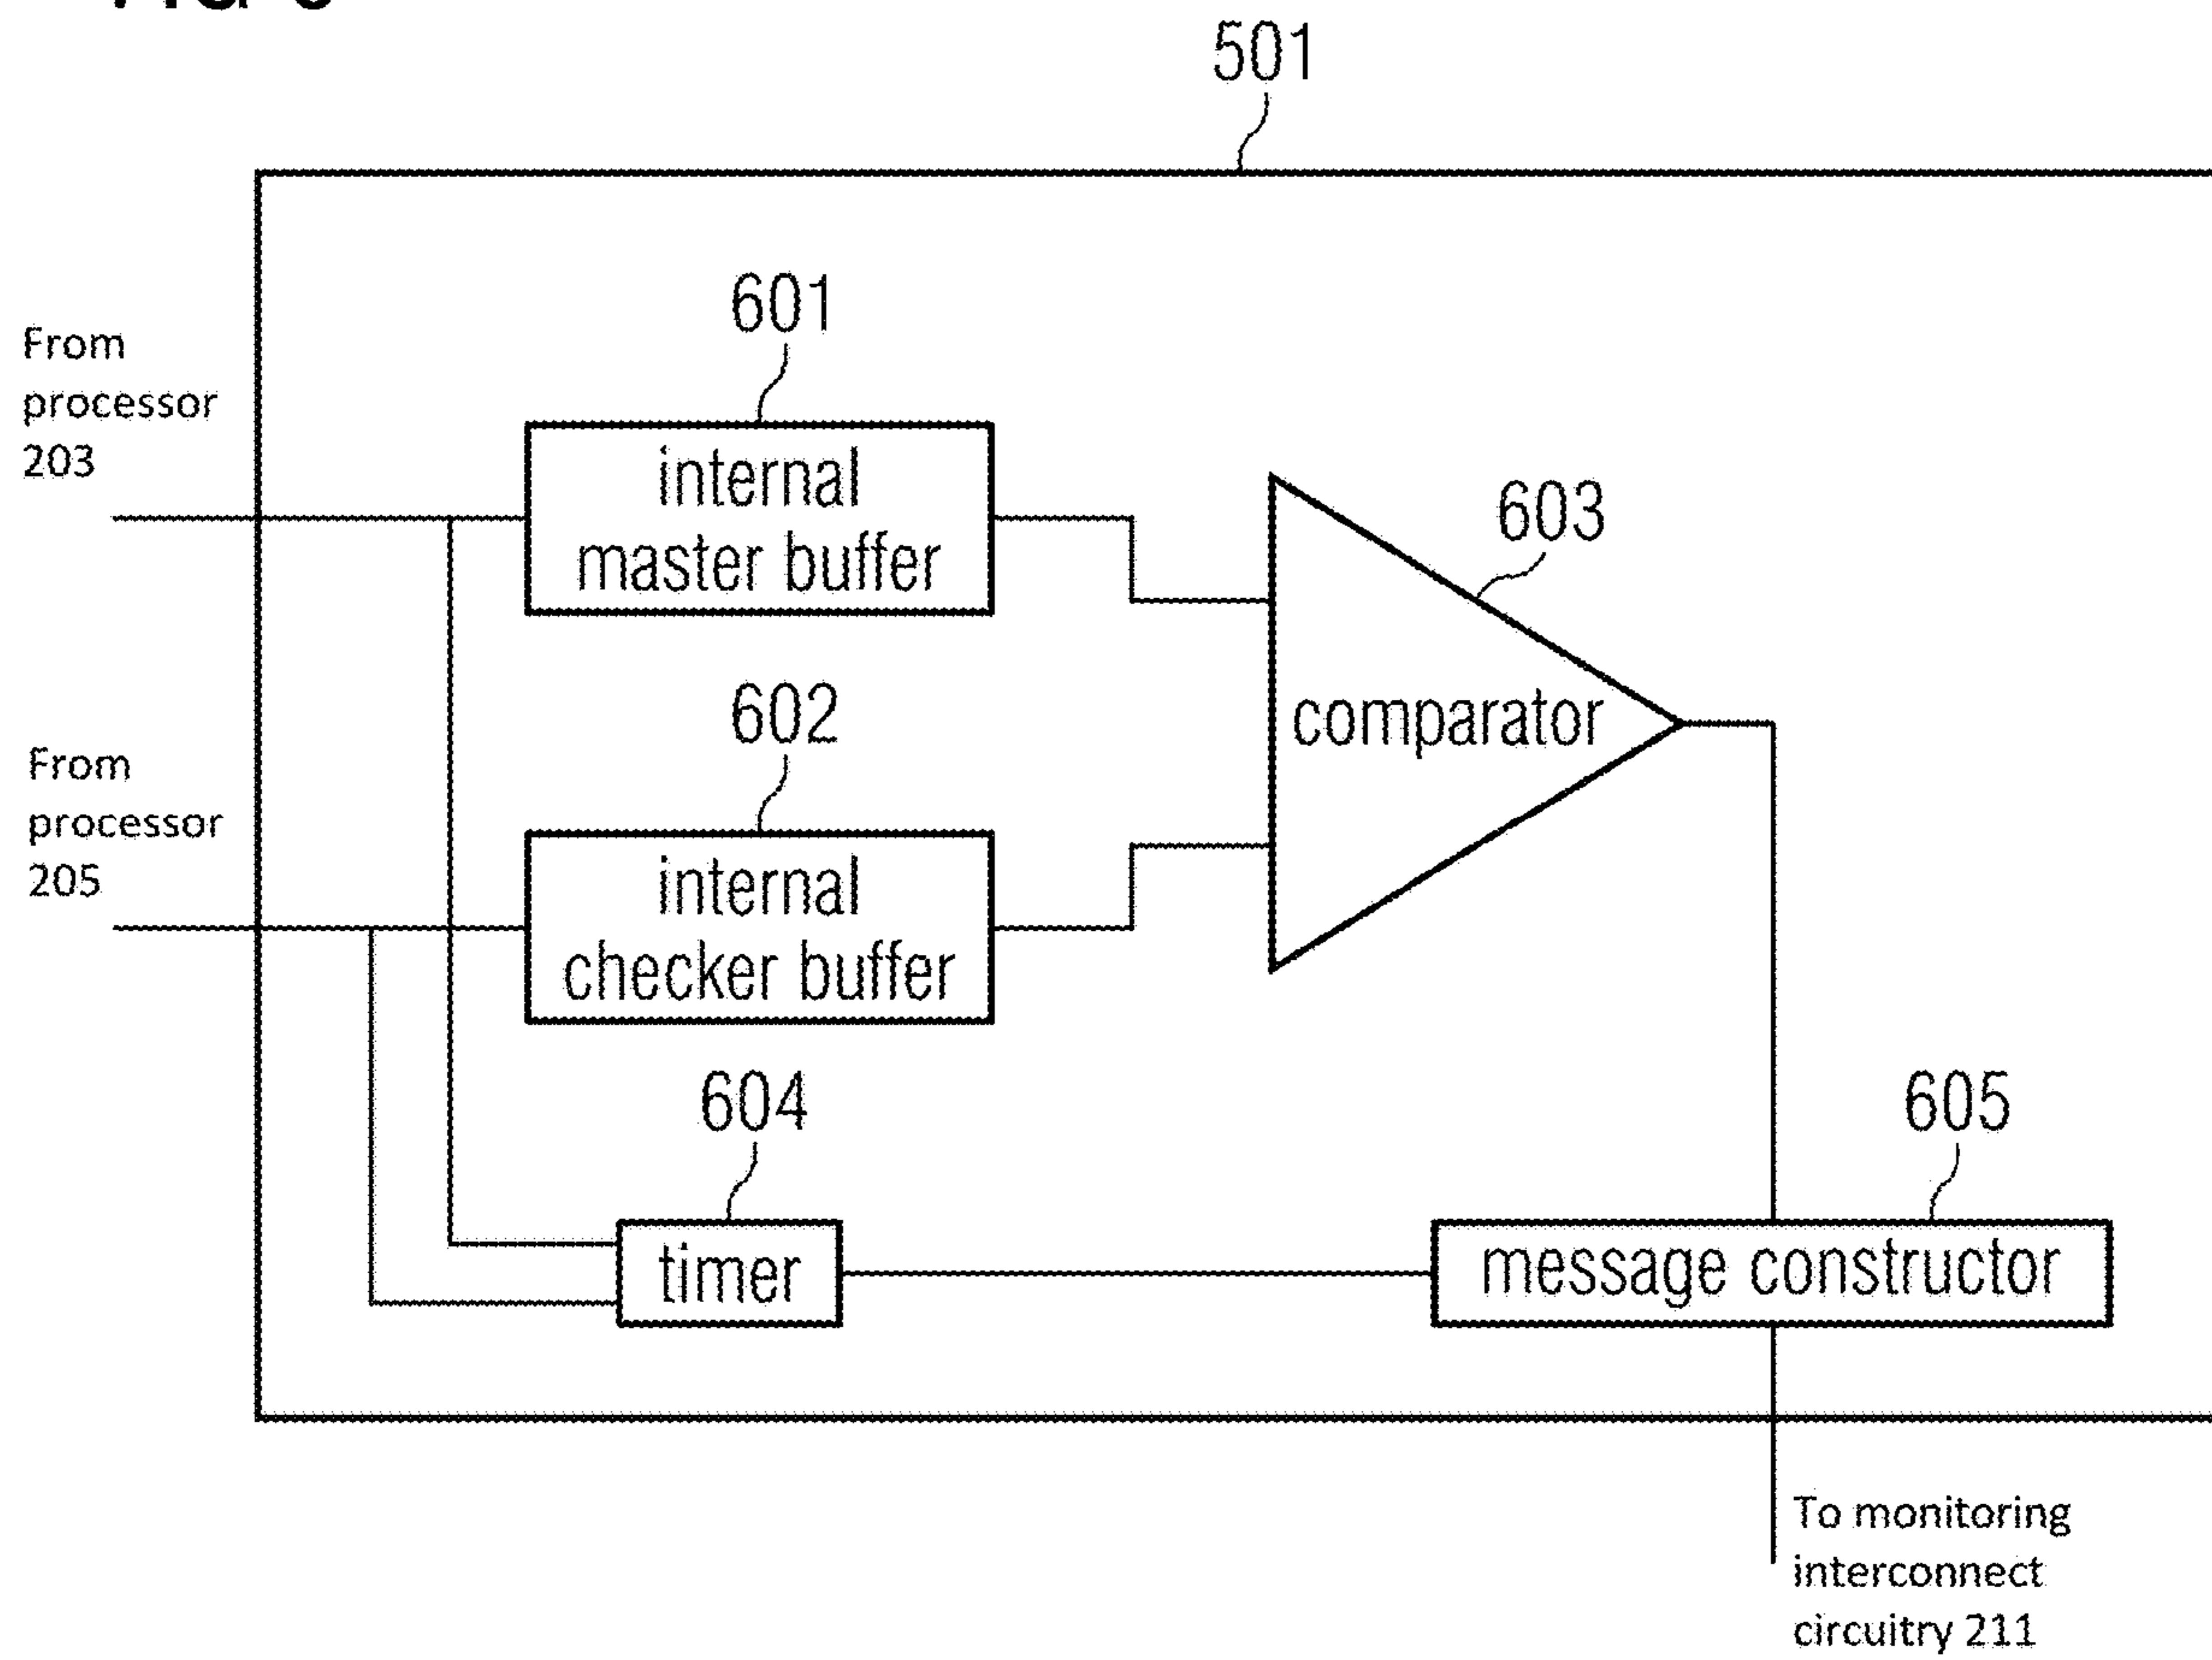 501
601
From
processor
203
internal
master buffer
603
602
comparator
From
processor
205
internal
checker buffer
604
605
timer
message constructor
To monitoring
interconnect
circuitry 211